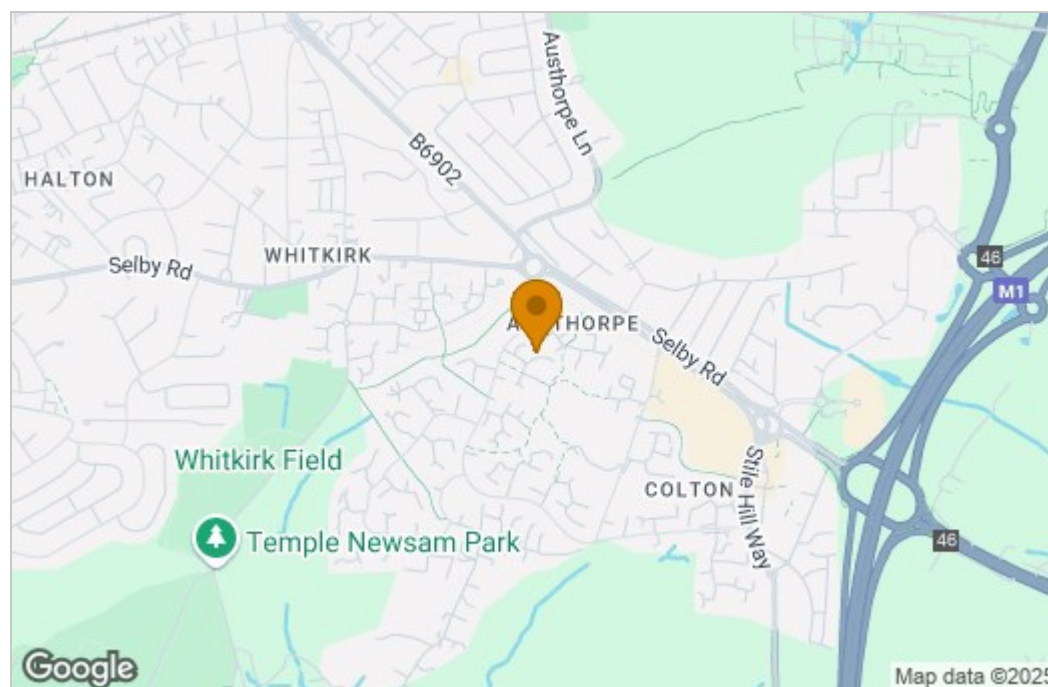 Austhorpe Ln
B6902
HALTON
WHITKIRK
Selby Rd
46
M1
THORPE
Selby Rd
Whitkirk Field
COLTON
Stile Hill Way
Temple Newsam Park
46
Google
Map data ©2025